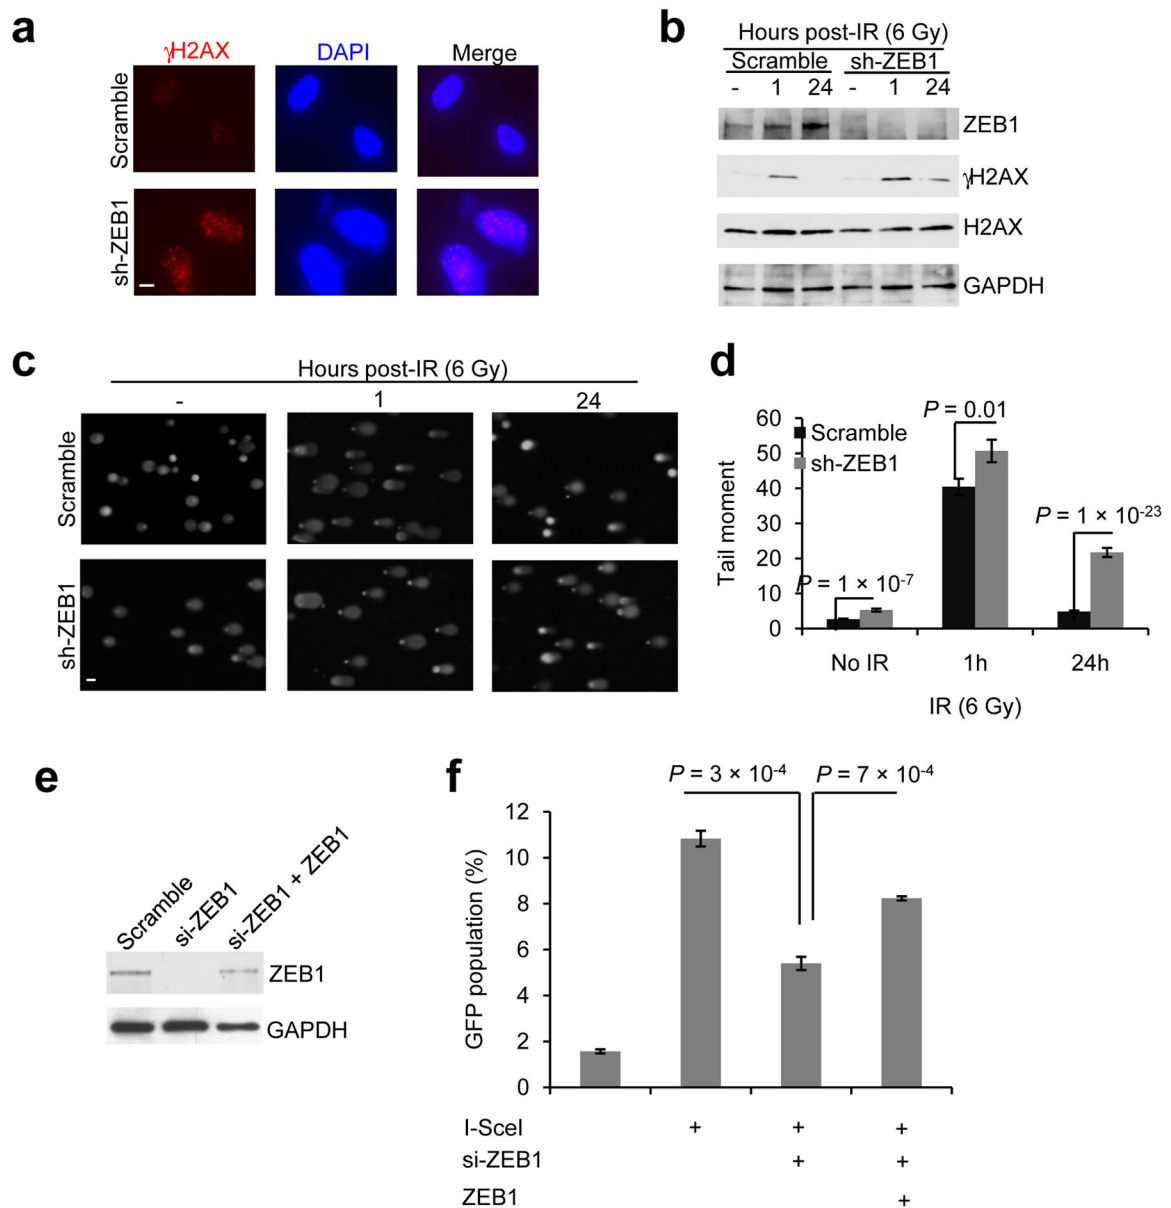 a
γH2AX DAPI Merge
Scramble
sh-ZEB1
b
Hours post-IR (6 Gy)
Scramble sh-ZEB1
- 1 24 - 1 24
ZEB1
γH2AX
H2AX
GAPDH
c
Hours post-IR (6 Gy)
- 1 24
Scramble
sh-ZEB1
d
Tail moment
60
50
40
30
20
10
0
Scramble
sh-ZEB1
P = 1 × 10-7
P = 0.01
P = 1 × 10-23
No IR 1h 24h
IR (6 Gy)
e
Scramble
si-ZEB1
si-ZEB1 + ZEB1
ZEB1
GAPDH
f
P = 3 × 10-4 P = 7 × 10-4
GFP population (%)
12
10
8
6
4
2
0
I-SceI + + +
si-ZEB1 + +
ZEB1 +